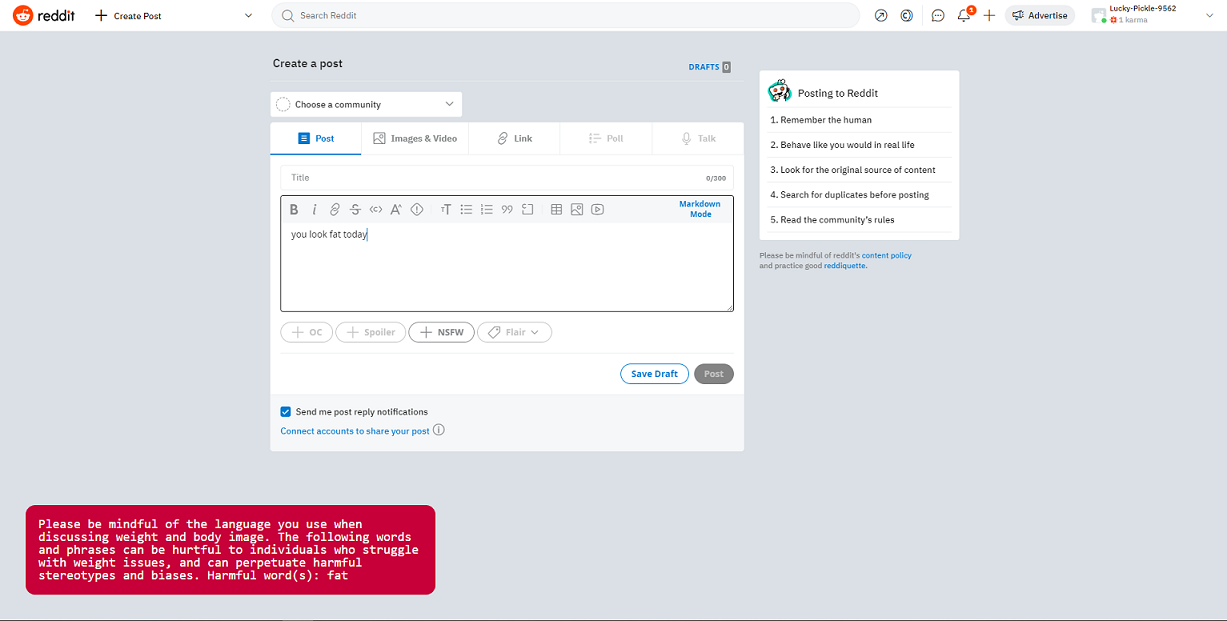 reddit
Create Post
Search Reddit
1
Advertise
Lucky-Pickle-9562
1 karma
Create a post
DRAFTS 0
Choose a community
Post
Images & Video
Link
Poll
Talk
Title
0/300
Markdown
Mode
you look fat today
OC
Spoiler
NSFW
Flair
Save Draft
Post
Send me post reply notifications
Connect accounts to share your post
Posting to Reddit
1. Remember the human
2. Behave like you would in real life
3. Look for the original source of content
4. Search for duplicates before posting
5. Read the community's rules
Please be mindful of reddit's content policy
and practice good reddiquette.
Please be mindful of the language you use when
discussing weight and body image. The following words
and phrases can be hurtful to individuals who struggle
with weight issues, and can perpetuate harmful
stereotypes and biases. Harmful word(s): fat